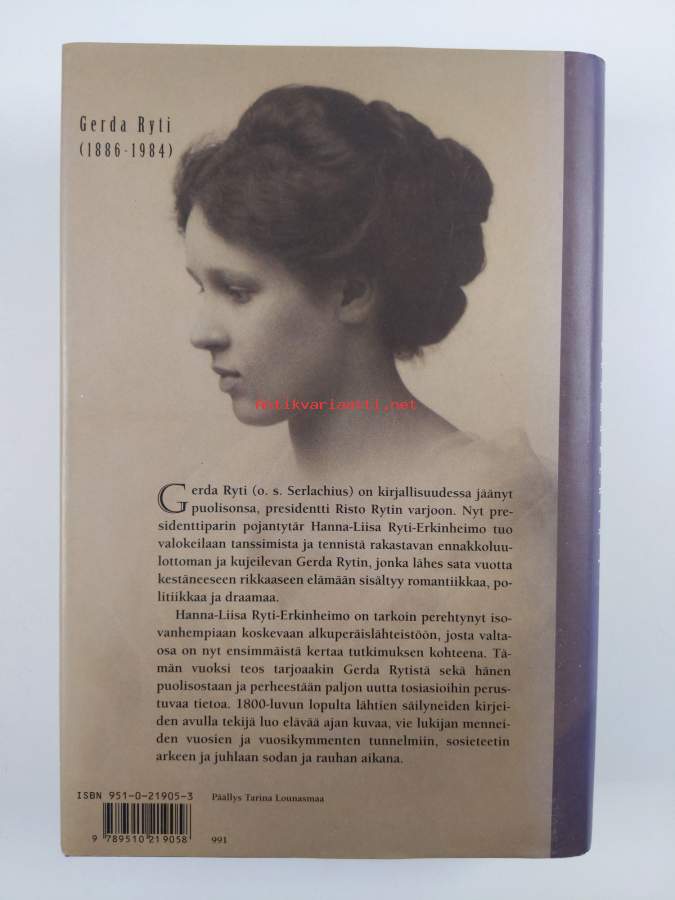 Gerda Ryti
(1886-1984)
Antikvariaatti.net
Gerda Ryti (o. s. Serlachius) on kirjallisuudessa jäänyt
puolisonsa, presidentti Risto Rytin varjoon. Nyt pre-
sidenttiparin pojantytär Hanna-Liisa Ryti-Erkinheimo tuo
valokeilaan tanssimista ja tennistä rakastavan ennakkoluu-
lottoman ja kujeilevan Gerda Rytin, jonka lähes sata vuotta
kestäneeseen rikkaaseen elämään sisältyy romantiikkaa, po-
litiikkaa ja draamaa.
Hanna-Liisa Ryti-Erkinheimo on tarkoin perehtynyt iso-
vanhempiaan koskevaan alkuperäislähteistöön, josta valta-
osa on nyt ensimmäistä kertaa tutkimuksen kohteena. Tä-
män vuoksi teos tarjoaakin Gerda Rytistä sekä hänen
puolisostaan ja perheestään paljon uutta tosiasioihin perus-
tuvaa tietoa. 1800-luvun lopulta lähtien säilyneiden kirjei-
den avulla tekijä luo elävää ajan kuvaa, vie lukijan mennei-
den vuosien ja vuosikymmenten tunnelmiin, sosieteetin
arkeen ja juhlaan sodan ja rauhan aikana.
ISBN 951-0-21905-3
Päällys Tarina Lounasmaa
9 789510 219058
991